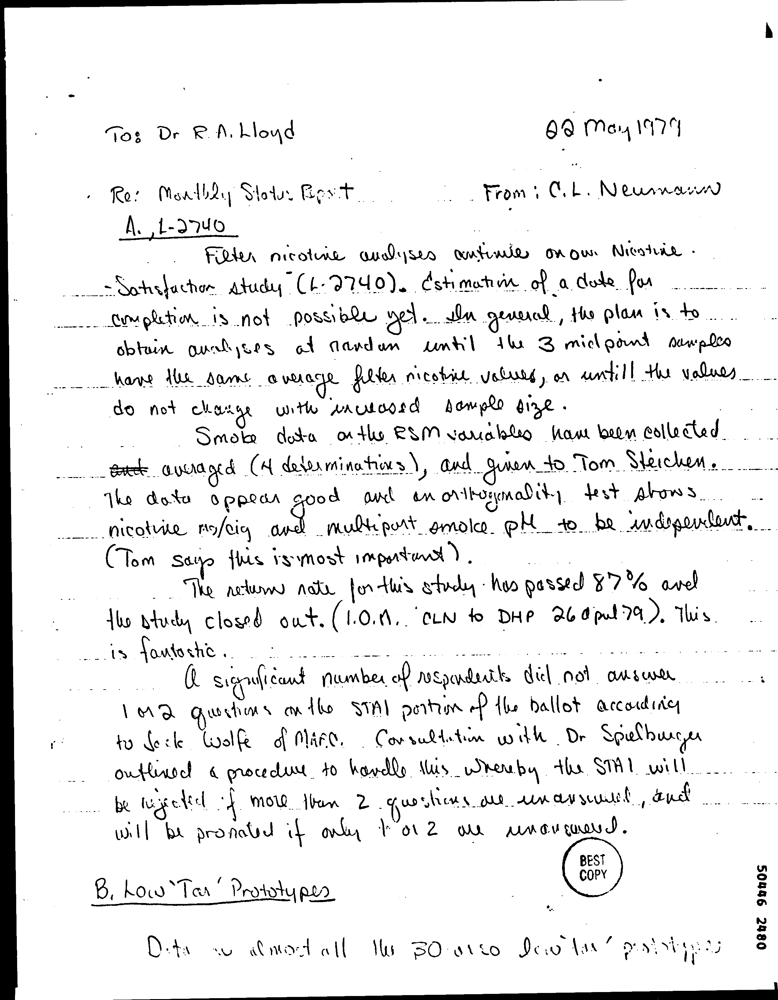 To: Dr R.A. Lloyd
22 May 1979
Re: Monthly Status Report
From: C.L. Neumann
A., L-2740
Filter nicotine analyses continue on our Nicotine
-Satisfaction study (L-2740). Estimation of a date for
completion is not possible yet. In general, the plan is to
obtain analyses at random until the 3 midpoint samples
have the same average filter nicotine values, or untill the values
do not change with increased sample size.
Smoke data on the RSM variables have been collected
and averaged (4 determinations), and given to Tom Steichen.
The data appear good and an orthogonality test shows
nicotine mg/cig and multipart smoke pH to be independent.
(Tom says this is most important).
The return rate for this study has passed 87% and
the study closed out. (I.O.M. CLN to DHP 26 April 79). This
is fantastic.
A significant number of respondents did not answer
1 or 2 questions on the STAI portion of the ballot according
to Jack Wolfe of MARC. Consultation with Dr Spielburger
outlined a procedure to handle this whereby the STAI will
be rejected if more than 2 questions are unanswered, and
will be prorated if only 1 or 2 are unanswered.
BEST
COPY
B. Low 'Tar' Prototypes
Data on almost all the 30 or so low 'tar' prototypes
50446 2480